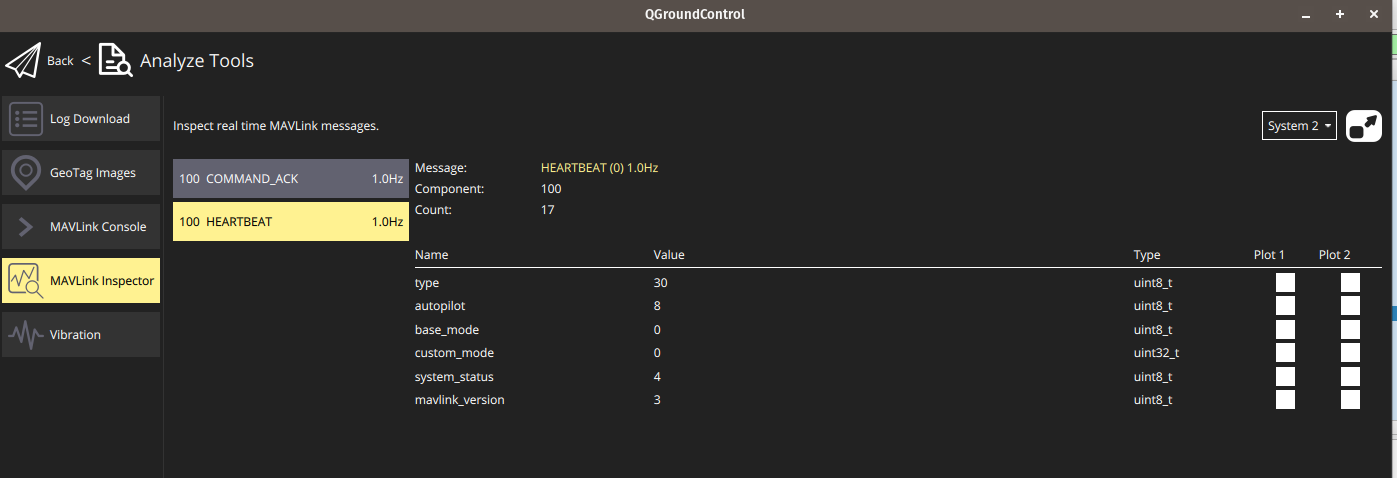 QGroundControl
Back < Analyze Tools
Log Download
GeoTag Images
MAVLink Console
MAVLink Inspector
Vibration
Inspect real time MAVLink messages.
System 2
100 COMMAND_ACK 1.0Hz
100 HEARTBEAT 1.0Hz
Message: HEARTBEAT (0) 1.0Hz
Component: 100
Count: 17
Name Value Type Plot 1 Plot 2
type 30 uint8_t
autopilot 8 uint8_t
base_mode 0 uint8_t
custom_mode 0 uint32_t
system_status 4 uint8_t
mavlink_version 3 uint8_t